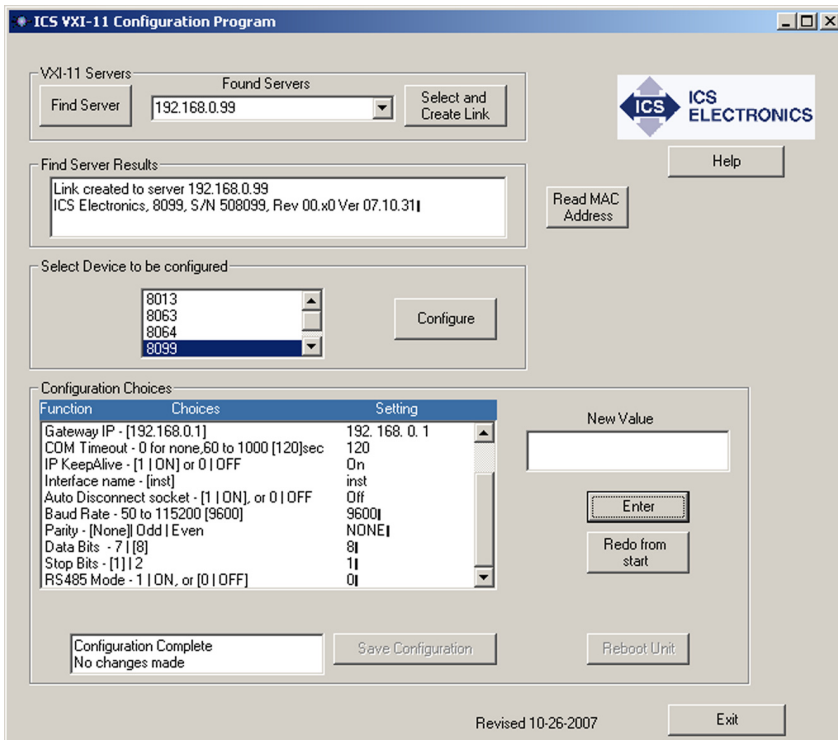 ICS VXI-11 Configuration Program
VXI-11 Servers
Found Servers
Find Server
192.168.0.99
Select and
Create Link
ICS
ICS
ELECTRONICS
Help
Find Server Results
Link created to server 192.168.0.99
ICS Electronics, 8099, S/N 508099, Rev 00.x0 Ver 07.10.31
Read MAC
Address
Select Device to be configured
8013
8063
8064
8099
Configure
Configuration Choices
Function Choices Setting
Gateway IP - [192.168.0.1] 192. 168. 0. 1
COM Timeout - 0 for none,60 to 1000 [120]sec 120
IP KeepAlive - [1 | ON] or 0 | OFF On
Interface name - [inst] inst
Auto Disconnect socket - [1 | ON], or 0 | OFF Off
Baud Rate - 50 to 115200 [9600] 9600
Parity - [None]| Odd | Even NONE
Data Bits - 7 | [8] 8
Stop Bits - [1] | 2 1
RS485 Mode - 1 | ON, or [0 | OFF] 0
New Value
Enter
Redo from
start
Configuration Complete
No changes made
Save Configuration
Reboot Unit
Revised 10-26-2007
Exit